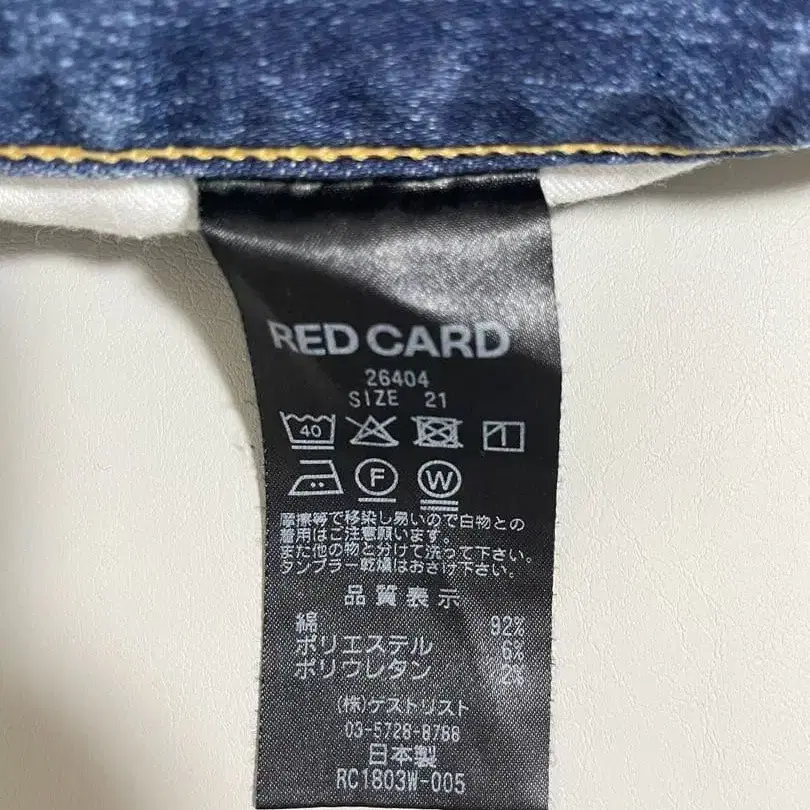 RED CARD
26404
SIZE 21
40
1
F
W
摩擦等で移染し易いので白物との
着用はご注意願います。
また他の物と分けて洗って下さい。
タンブラー乾燥はおさけ下さい。
品質表示
綿 92%
ポリエステル 6%
ポリウレタン 2%
(株)ゲストリスト
03-5728-8788
日本製
RC1803W-005